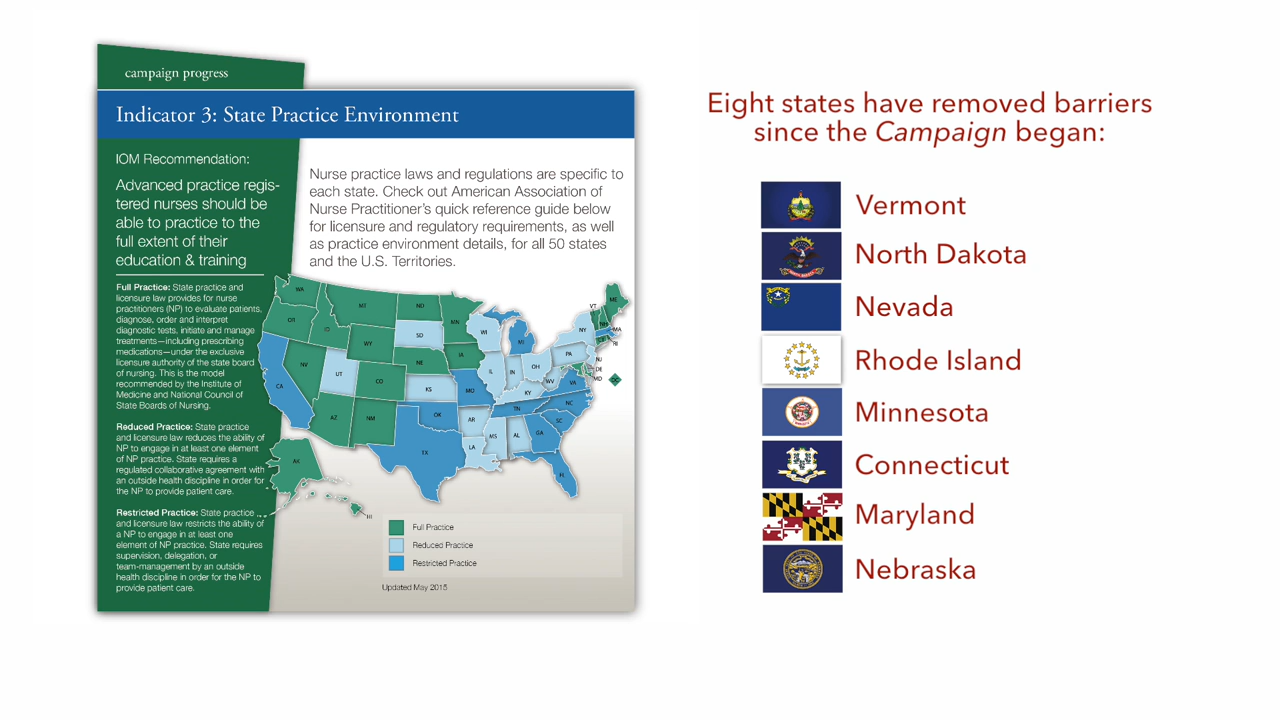 campaign progress
Indicator 3: State Practice Environment
IOM Recommendation:
Advanced practice regis-
tered nurses should be
able to practice to the
full extent of their
education & training
Full Practice: State practice and
licensure law provides for nurse
practitioners (NP) to evaluate patients,
diagnose, order and interpret
diagnostic tests, initiate and manage
treatments—including prescribing
medications—under the exclusive
licensure authority of the state board
of nursing. This is the model
recommended by the Institute of
Medicine and National Council of
State Boards of Nursing.
Reduced Practice: State practice
and licensure law reduces the ability of
NP to engage in at least one element
of NP practice. State requires a
regulated collaborative agreement with
an outside health discipline in order for
the NP to provide patient care.
Restricted Practice: State practice
and licensure law restricts the ability of
a NP to engage in at least one
element of NP practice. State requires
supervision, delegation, or
team-management by an outside
health discipline in order for the NP to
provide patient care.
Nurse practice laws and regulations are specific to
each state. Check out American Association of
Nurse Practitioner's quick reference guide below
for licensure and regulatory requirements, as well
as practice environment details, for all 50 states
and the U.S. Territories.
WA
MT
ND
MN
OR
ID
WY
SD
WI
MI
NY
VT
NH
ME
MA
RI
NJ
DE
MD
DC
CA
NV
UT
CO
NE
IA
KS
MO
IL
IN
OH
PA
WV
VA
KY
NC
TN
SC
AZ
NM
OK
AR
TX
LA
MS
AL
GA
FL
AK
HI
Full Practice
Reduced Practice
Restricted Practice
Updated May 2015
Eight states have removed barriers
since the Campaign began:
Vermont
North Dakota
Nevada
Rhode Island
Minnesota
Connecticut
Maryland
Nebraska